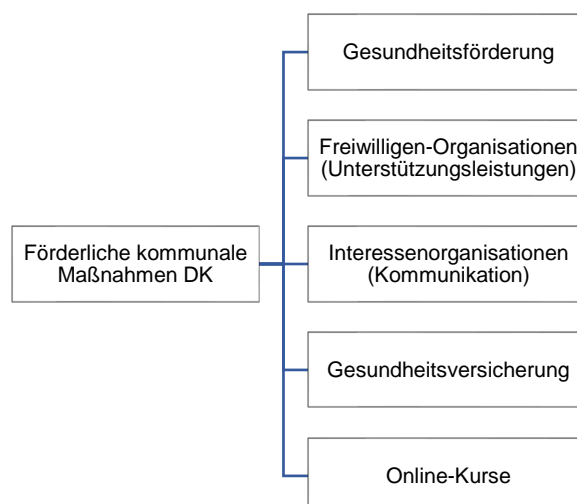 Gesundheitsförderung
Freiwilligen-Organisationen
(Unterstützungsleistungen)
Förderliche kommunale
Maßnahmen DK
Interessenorganisationen
(Kommunikation)
Gesundheitsversicherung
Online-Kurse